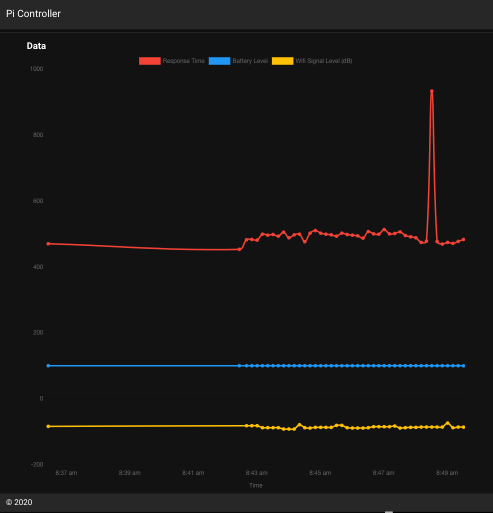 Pi Controller
Data
Response Time Battery Level Wifi Signal Level (dB)
1000
800
600
400
200
0
-200
8:37 am 8:39 am 8:41 am 8:43 am 8:45 am 8:47 am 8:49 am
Time
© 2020